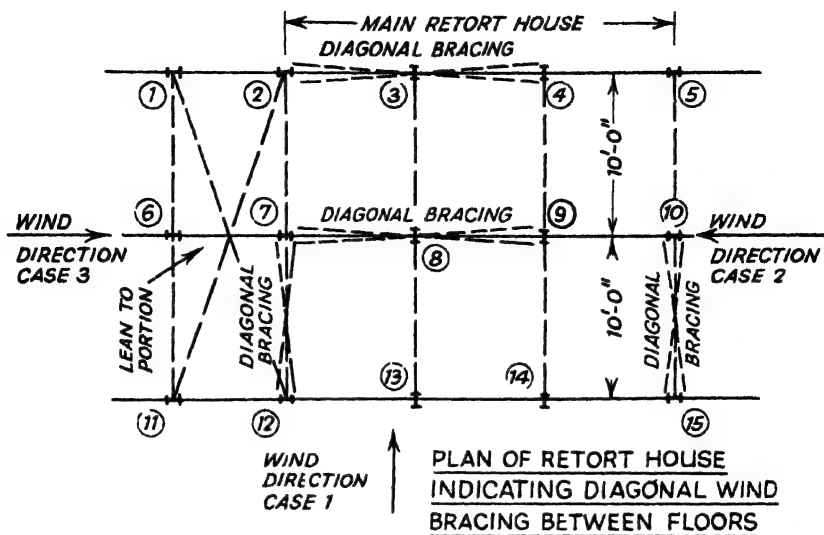 MAIN RETORT HOUSE
DIAGONAL BRACING
1
2
3
4
5
10'-0"
WIND
DIRECTION
CASE 3
6
7
DIAGONAL BRACING
8
9
10
WIND
DIRECTION
CASE 2
LEAN TO
PORTION
DIAGONAL
BRACING
10'-0"
DIAGONAL
BRACING
11
12
13
14
15
WIND
DIRECTION
CASE 1
PLAN OF RETORT HOUSE
INDICATING DIAGONAL WIND
BRACING BETWEEN FLOORS